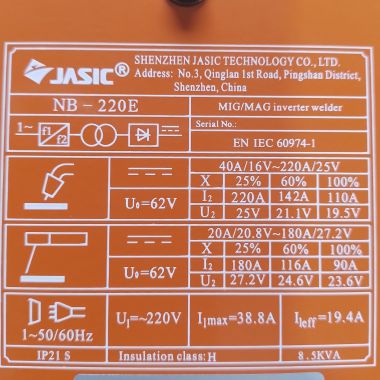 JASIC®
SHENZHEN JASIC TECHNOLOGY CO., LTD.
Address: No.3, Qinglan 1st Road, Pingshan District,
Shenzhen, China
NB-220E
MIG/MAG inverter welder
1~ f1 f2
Serial No.:
EN IEC 60974-1
40A/16V~220A/25V
X 25% 60% 100%
U₀=62V
I₂ 220A 142A 110A
U₂ 25V 21.1V 19.5V
20A/20.8V~180A/27.2V
X 25% 60% 100%
U₀=62V
I₂ 180A 116A 90A
U₂ 27.2V 24.6V 23.6V
1~50/60Hz
U₁=~220V
I₁max=38.8A
I₁eff=19.4A
IP21 S
Insulation class: H
8.5KVA